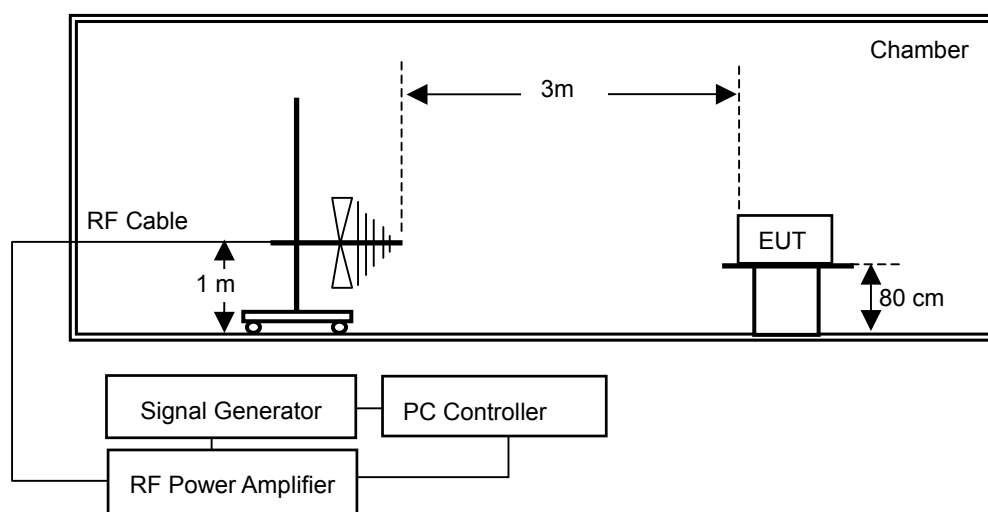 Chamber
3m
RF Cable
EUT
1 m
80 cm
Signal Generator
PC Controller
RF Power Amplifier